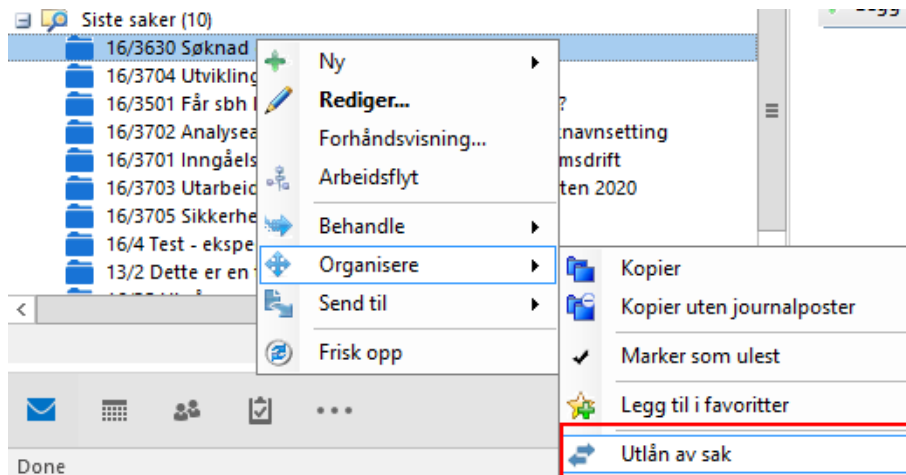 Siste saker (10)
16/3630 Søknad
16/3704 Utvikling
16/3501 Får sbh ?
16/3702 Analysea navnsetting
16/3701 Inngåels msdrift
16/3703 Utarbeid ten 2020
16/3705 Sikkerhe
16/4 Test - ekspe
13/2 Dette er en
Ny
Rediger...
Forhåndsvisning...
Arbeidsflyt
Behandle
Organisere
Send til
Frisk opp
Kopier
Kopier uten journalposter
Marker som ulest
Legg til i favoritter
Utlån av sak
Done